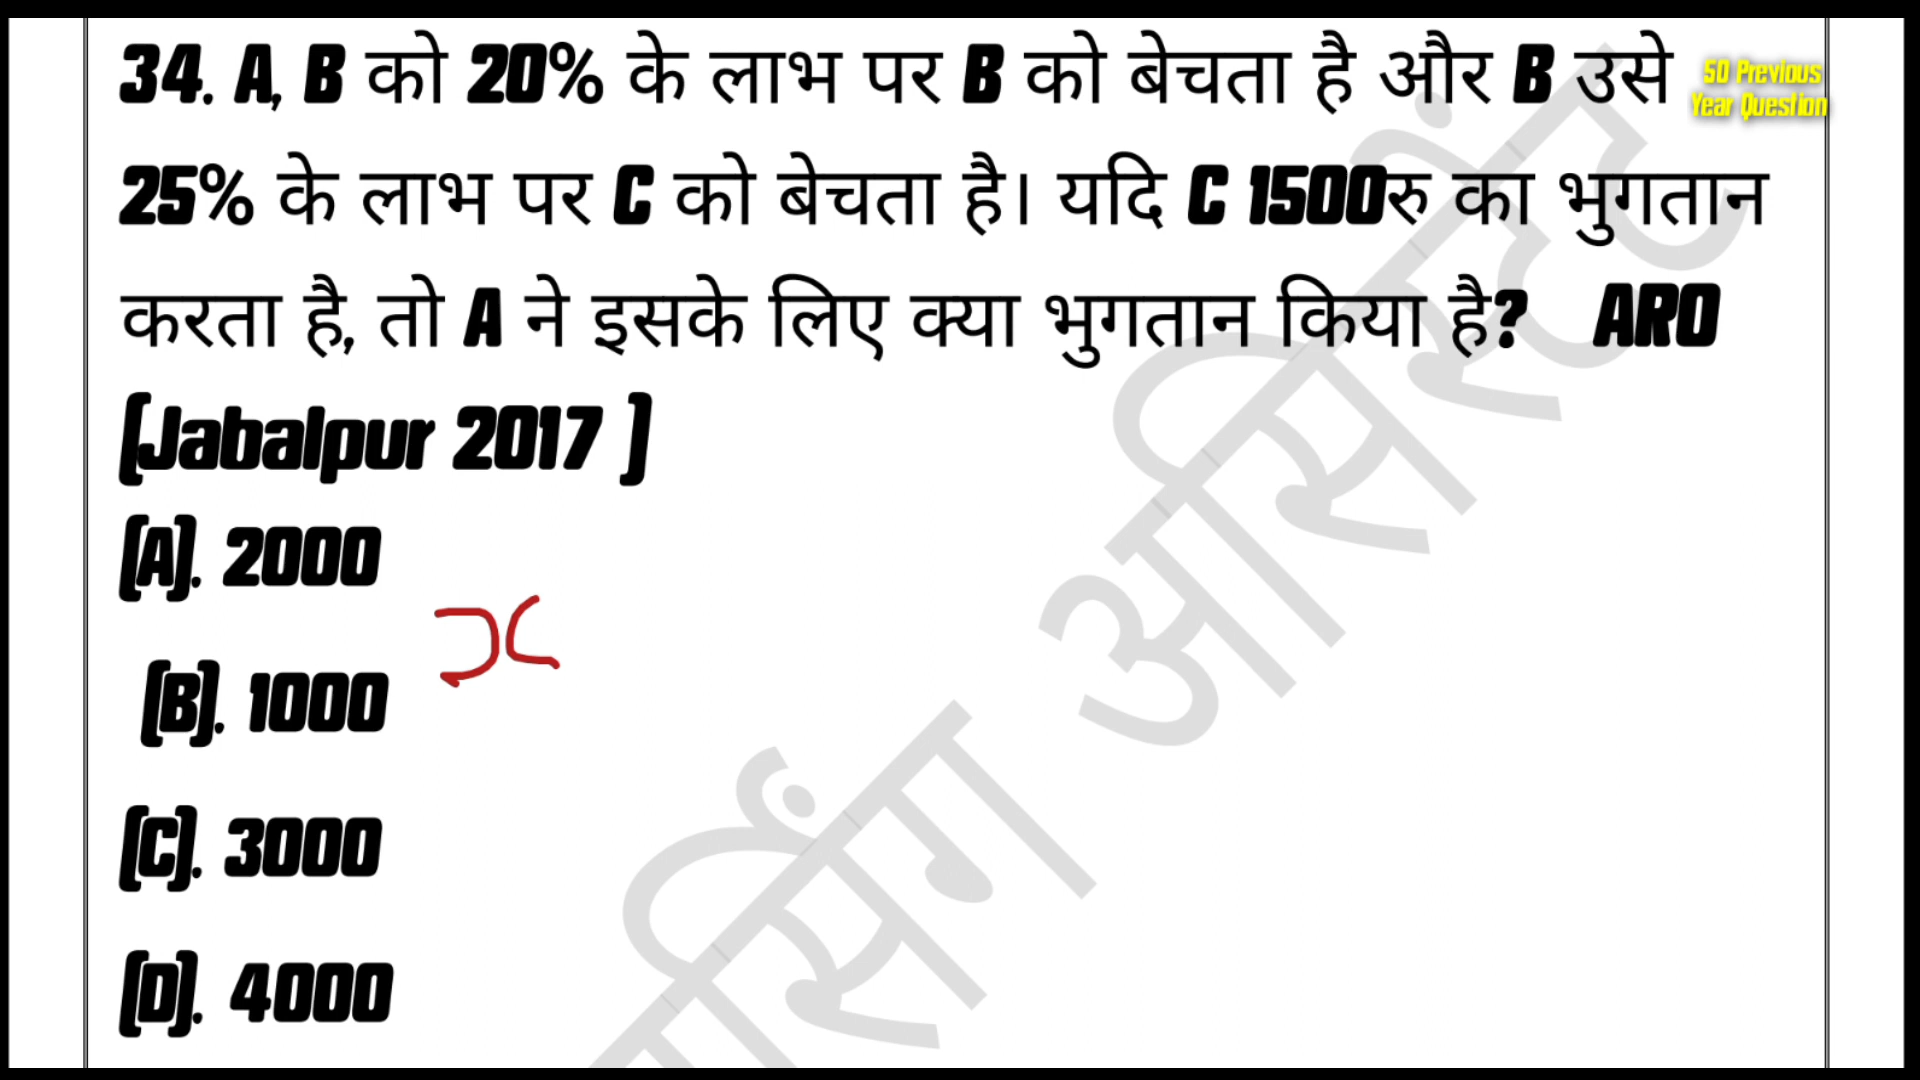 34. A, B को 20% के लाभ पर B को बेचता है और B उसे
50 Previous
Year Question
25% के लाभ पर C को बेचता है। यदि C 1500रु का भुगतान
करता है, तो A ने इसके लिए क्या भुगतान किया है? ARO
(Jabalpur 2017 )
(A). 2000
x
(B). 1000
(C). 3000
(D). 4000